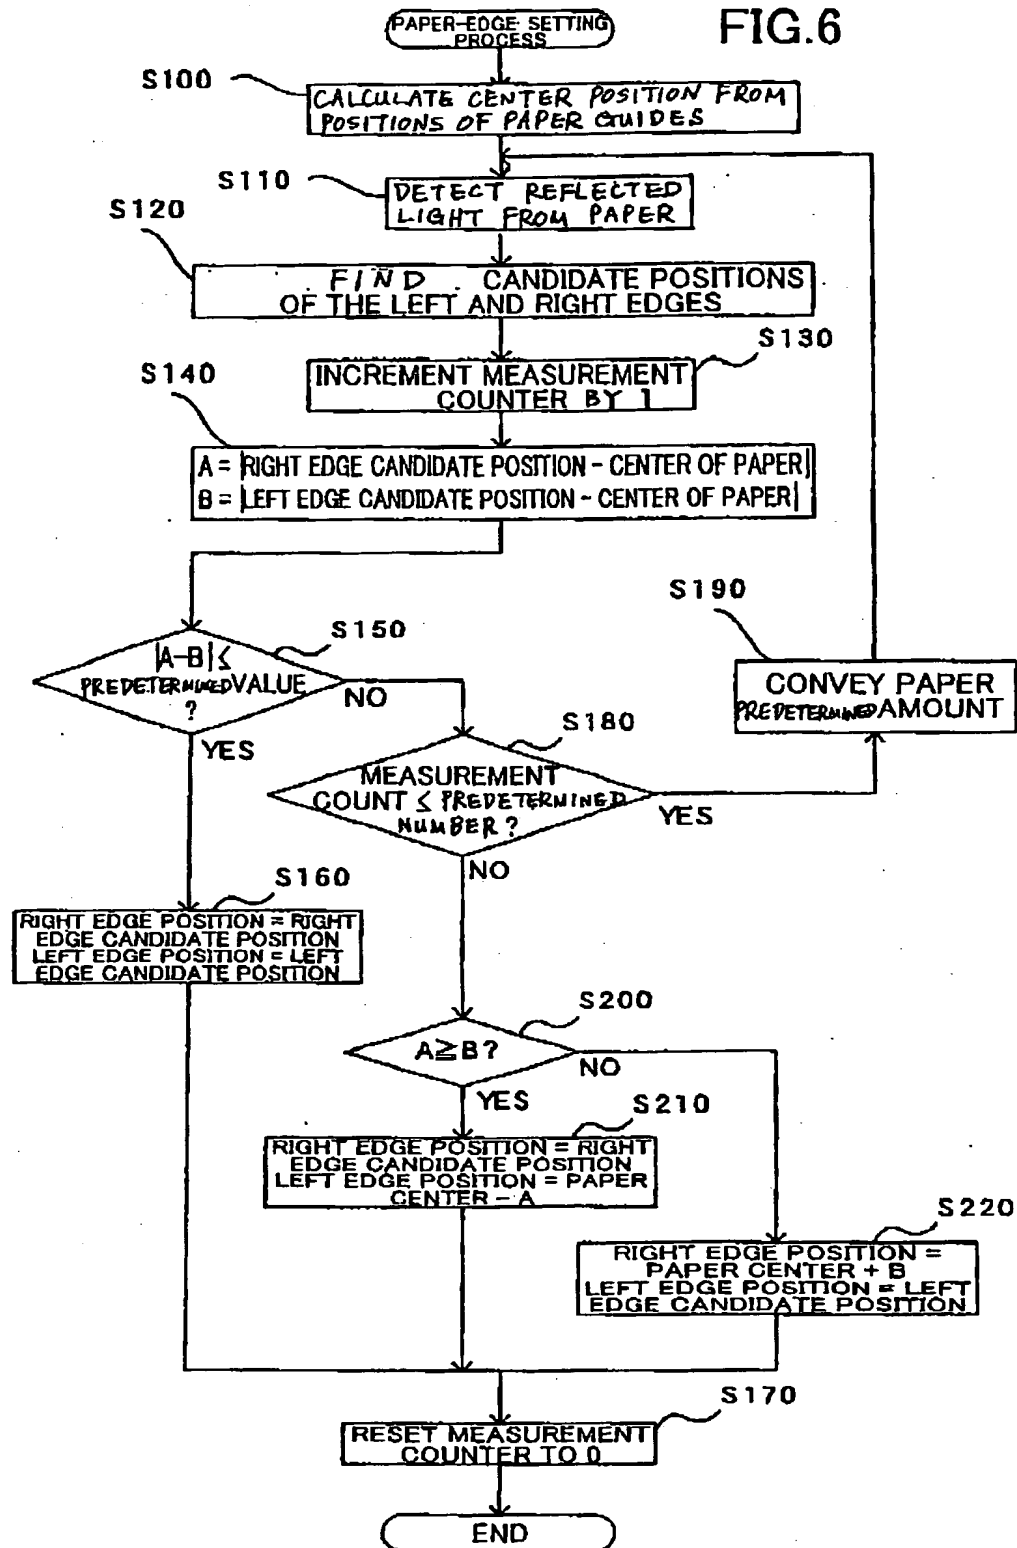 PAPER-EDGE SETTING
PROCESS
FIG.6
S100
CALCULATE CENTER POSITION FROM
POSITIONS OF PAPER GUIDES
S110
DETECT REFLECTED
LIGHT FROM PAPER
S120
FIND CANDIDATE POSITIONS
OF THE LEFT AND RIGHT EDGES
S130
INCREMENT MEASUREMENT
COUNTER BY 1
S140
A = |RIGHT EDGE CANDIDATE POSITION - CENTER OF PAPER|
B = |LEFT EDGE CANDIDATE POSITION - CENTER OF PAPER|
S150
|A-B| ≤
PREDETERMINED VALUE
?
NO
YES
S180
MEASUREMENT
COUNT ≤ PREDETERMINED
NUMBER?
YES
NO
S190
CONVEY PAPER
PREDETERMINED AMOUNT
S160
RIGHT EDGE POSITION = RIGHT
EDGE CANDIDATE POSITION
LEFT EDGE POSITION = LEFT
EDGE CANDIDATE POSITION
S200
A≧B?
NO
YES
S210
RIGHT EDGE POSITION = RIGHT
EDGE CANDIDATE POSITION
LEFT EDGE POSITION = PAPER
CENTER - A
S220
RIGHT EDGE POSITION =
PAPER CENTER + B
LEFT EDGE POSITION = LEFT
EDGE CANDIDATE POSITION
S170
RESET MEASUREMENT
COUNTER TO 0
END